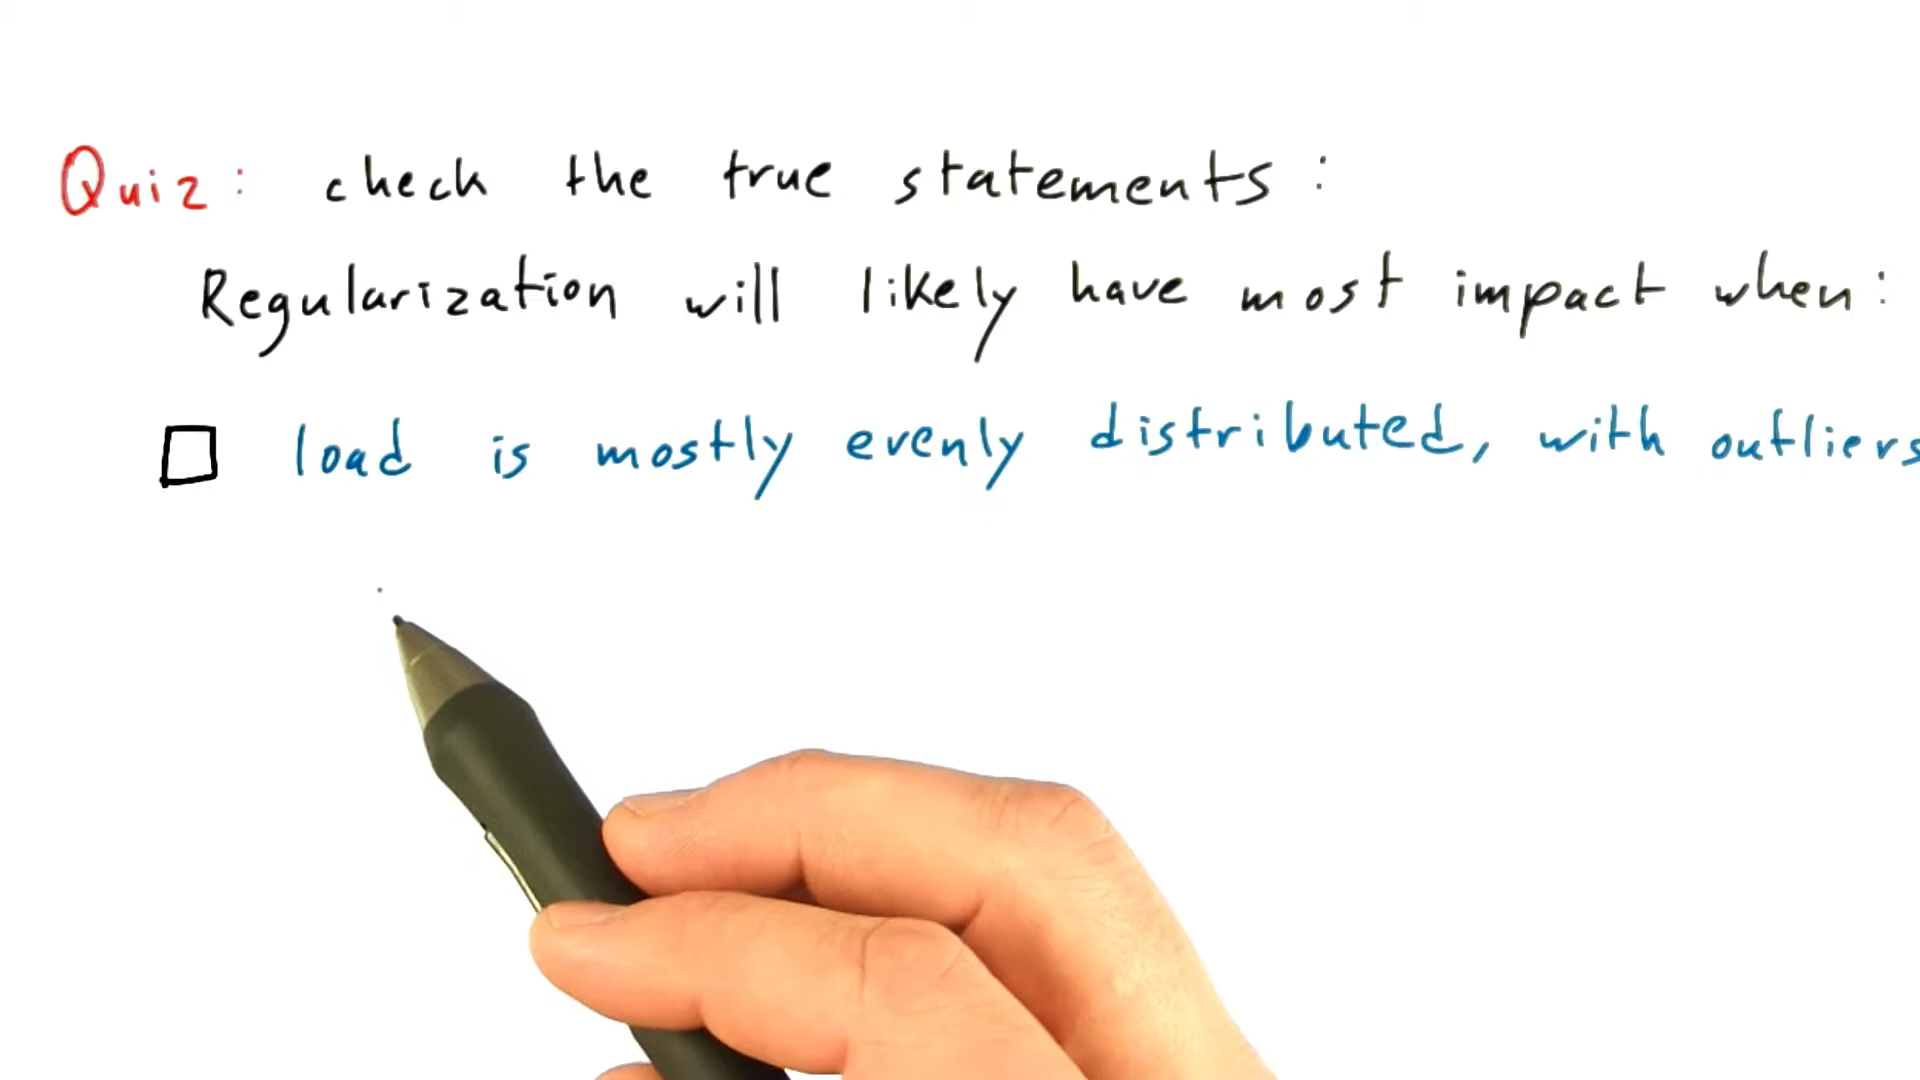 Quiz: check the true statements:
Regularization will likely have most impact when:
load is mostly evenly distributed, with outliers